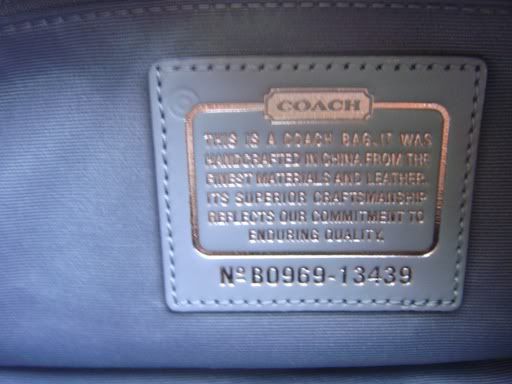 COACH
THIS IS A COACH BAG.IT WAS
HANDCRAFTED IN CHINA FROM THE
FINEST MATERIALS AND LEATHER.
ITS SUPERIOR CRAFTSMANSHIP
REFLECTS OUR COMMITMENT TO
ENDURING QUALITY.
Nº B0969-13439